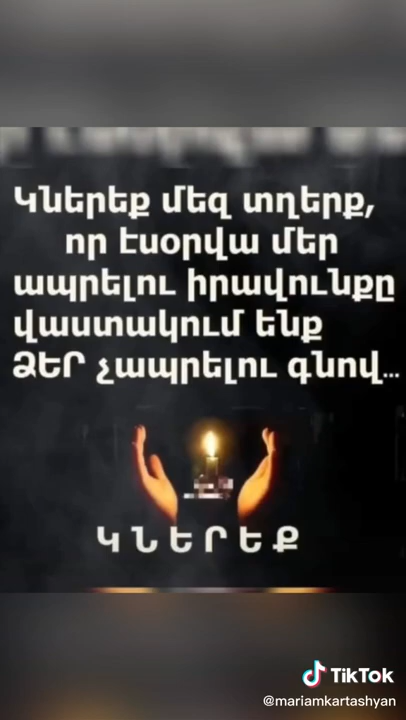 Կներեք մեզ տղերք,
որ էսօրվա մեր
ապրելու իրավունքը
վաստակում ենք
ՁԵՐ չապրելու գնով...
ԿՆԵՐԵՔ
TikTok
@mariamkartashyan